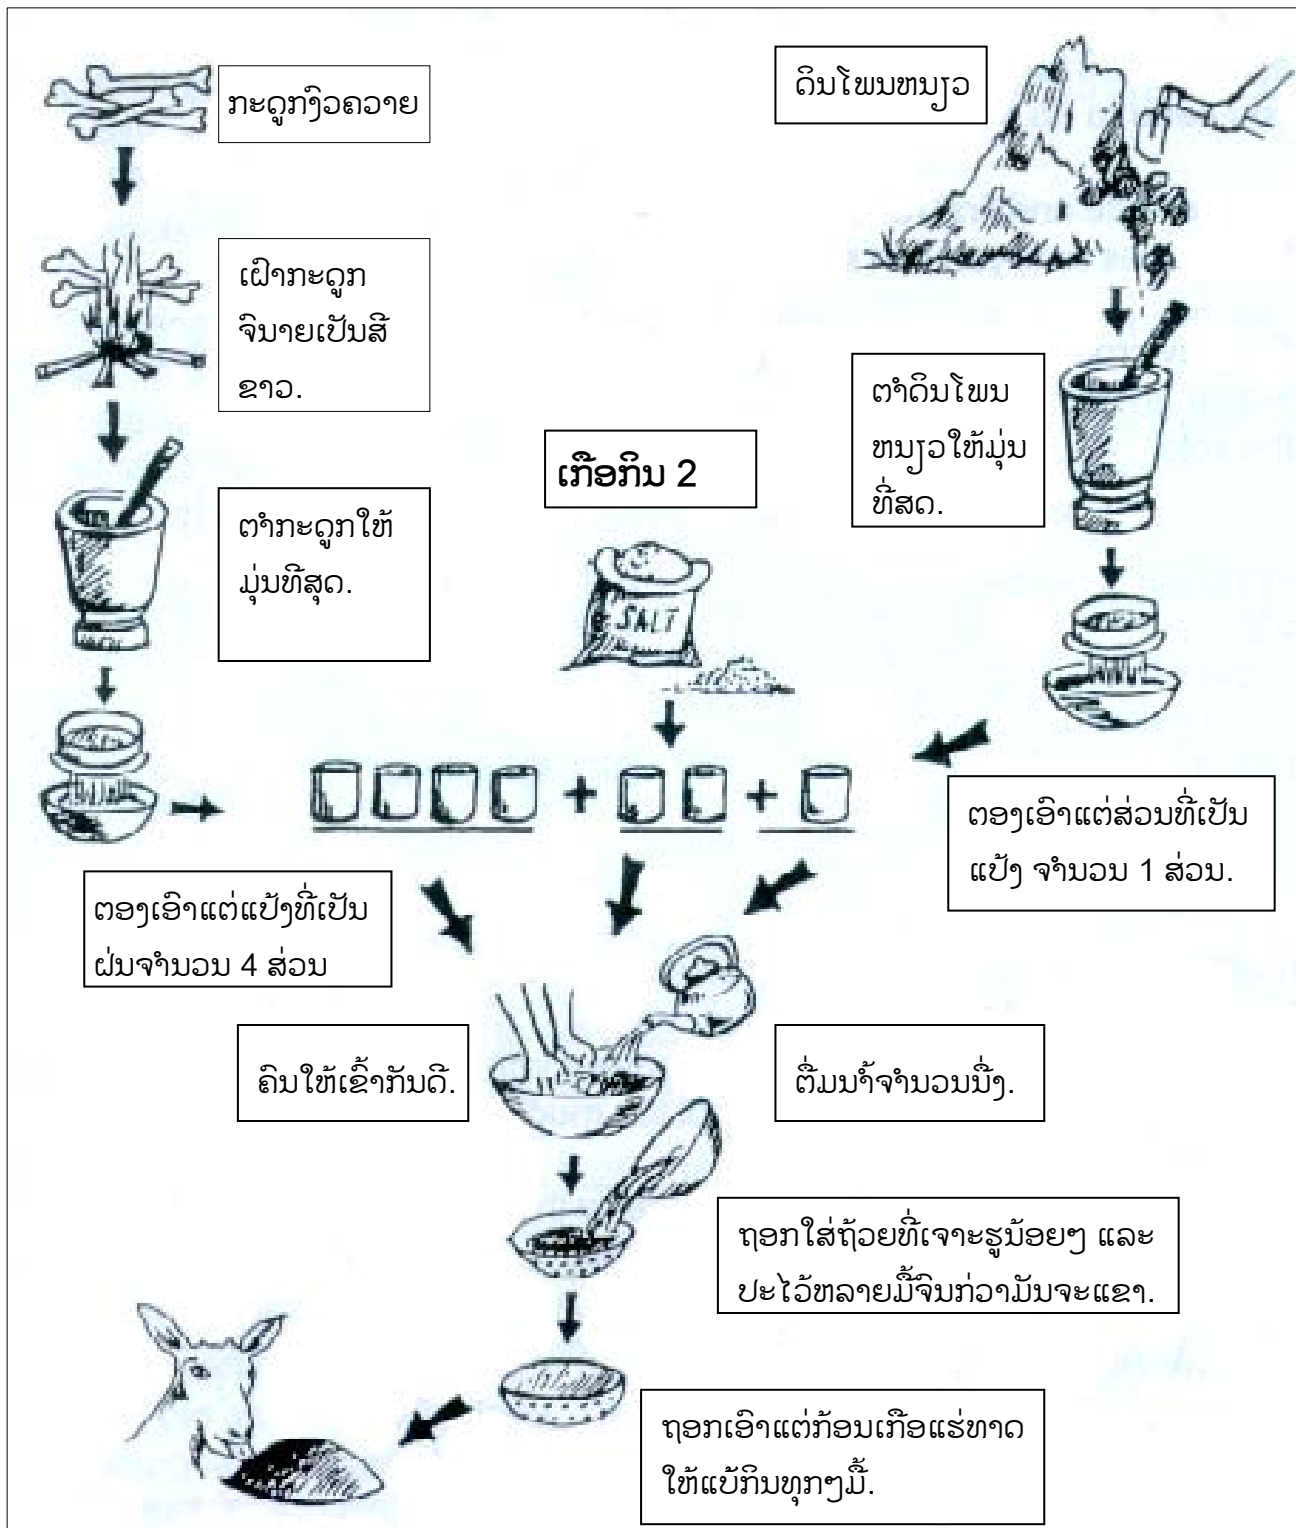 ກະດູກງົວຄວາຍ
ດິນໂພນຫນຽວ
ເຝົາກະດູກ
ຈົນາຍເປັນສີ
ຂາວ.
ຕຳດິນໂພນ
ຫນຽວໃຫ້ມຸ່ນ
ທີ່ສດ.
ເກືອກິນ 2
ຕຳກະດູກໃຫ້
ມຸ່ນທີສຸດ.
SALT
ຕອງເອົາແຕ່ສ່ວນທີ່ເປັນ
ແປ້ງ ຈຳນວນ 1 ສ່ວນ.
ຕອງເອົາແຕ່ແປ້ງທີ່ເປັນ
ຝຸ່ນຈຳນວນ 4 ສ່ວນ
ຄົນໃຫ້ເຂົ້າກັນດີ.
ຕື່ມນ້ຳຈຳນວນນື່ງ.
ຖອກໃສ່ຖ້ວຍທີ່ເຈາະຮູນ້ອຍໆ ແລະ
ປະໄວ້ຫລາຍມື້ຈົນກ່ວາມັນຈະແຂາ.
ຖອກເອົາແຕ່ກ້ອນເກືອແຮ່ທາດ
ໃຫ້ແບ້ກິນທຸກໆມື້.